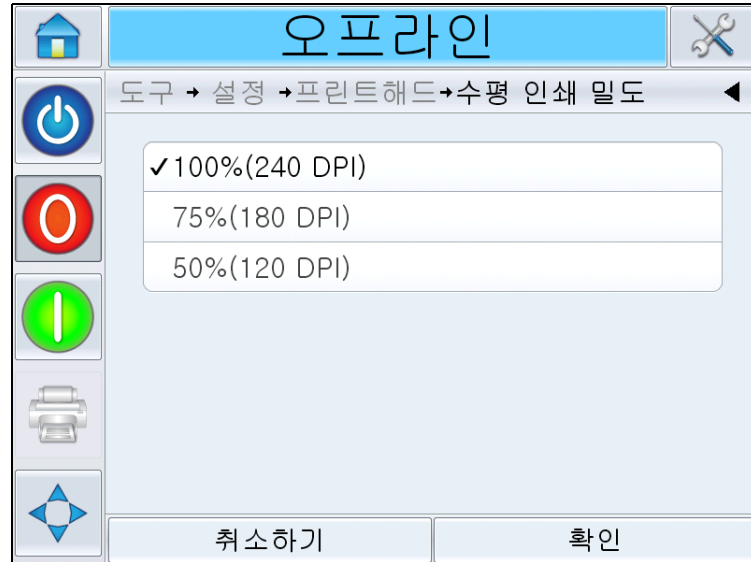 오프라인
도구 → 설정 →프린트해드→수평 인쇄 밀도
✓100%(240 DPI)
75%(180 DPI)
50%(120 DPI)
취소하기
확인